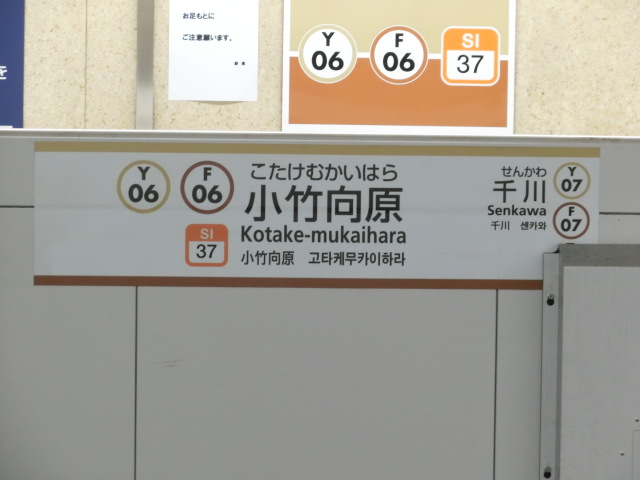 を
お足もとに
ご注意願います。
Y
06
F
06
SI
37
Y
06
F
06
SI
37
こたけむかいはら
小竹向原
Kotake-mukaihara
小竹向原 고타케무카이하라
せんかわ
千川
Senkawa
千川 센카와
Y
07
F
07